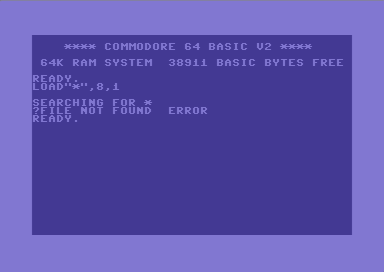 **** COMMODORE 64 BASIC V2 ****
64K RAM SYSTEM  38911 BASIC BYTES FREE
READY.
LOAD"*",8,1
SEARCHING FOR *
?FILE NOT FOUND  ERROR
READY.